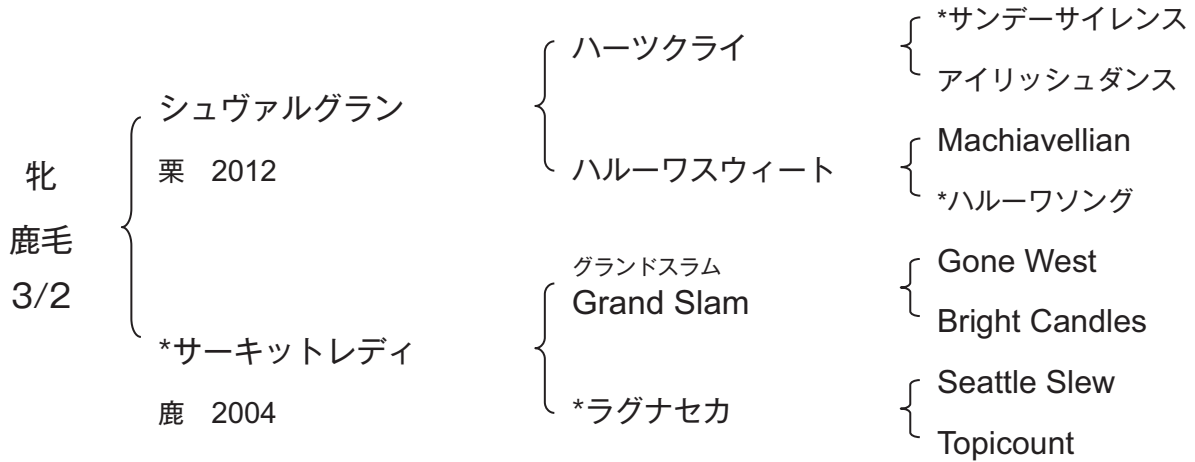 牝
鹿毛
3/2
シュヴァルグラン
栗 2012
*サーキットレディ
鹿 2004
ハーツクライ
ハルーワスウィート
グランドスラム
Grand Slam
*ラグナセカ
*サンデーサイレンス
アイリッシュダンス
Machiavellian
*ハルーワソング
Gone West
Bright Candles
Seattle Slew
Topicount